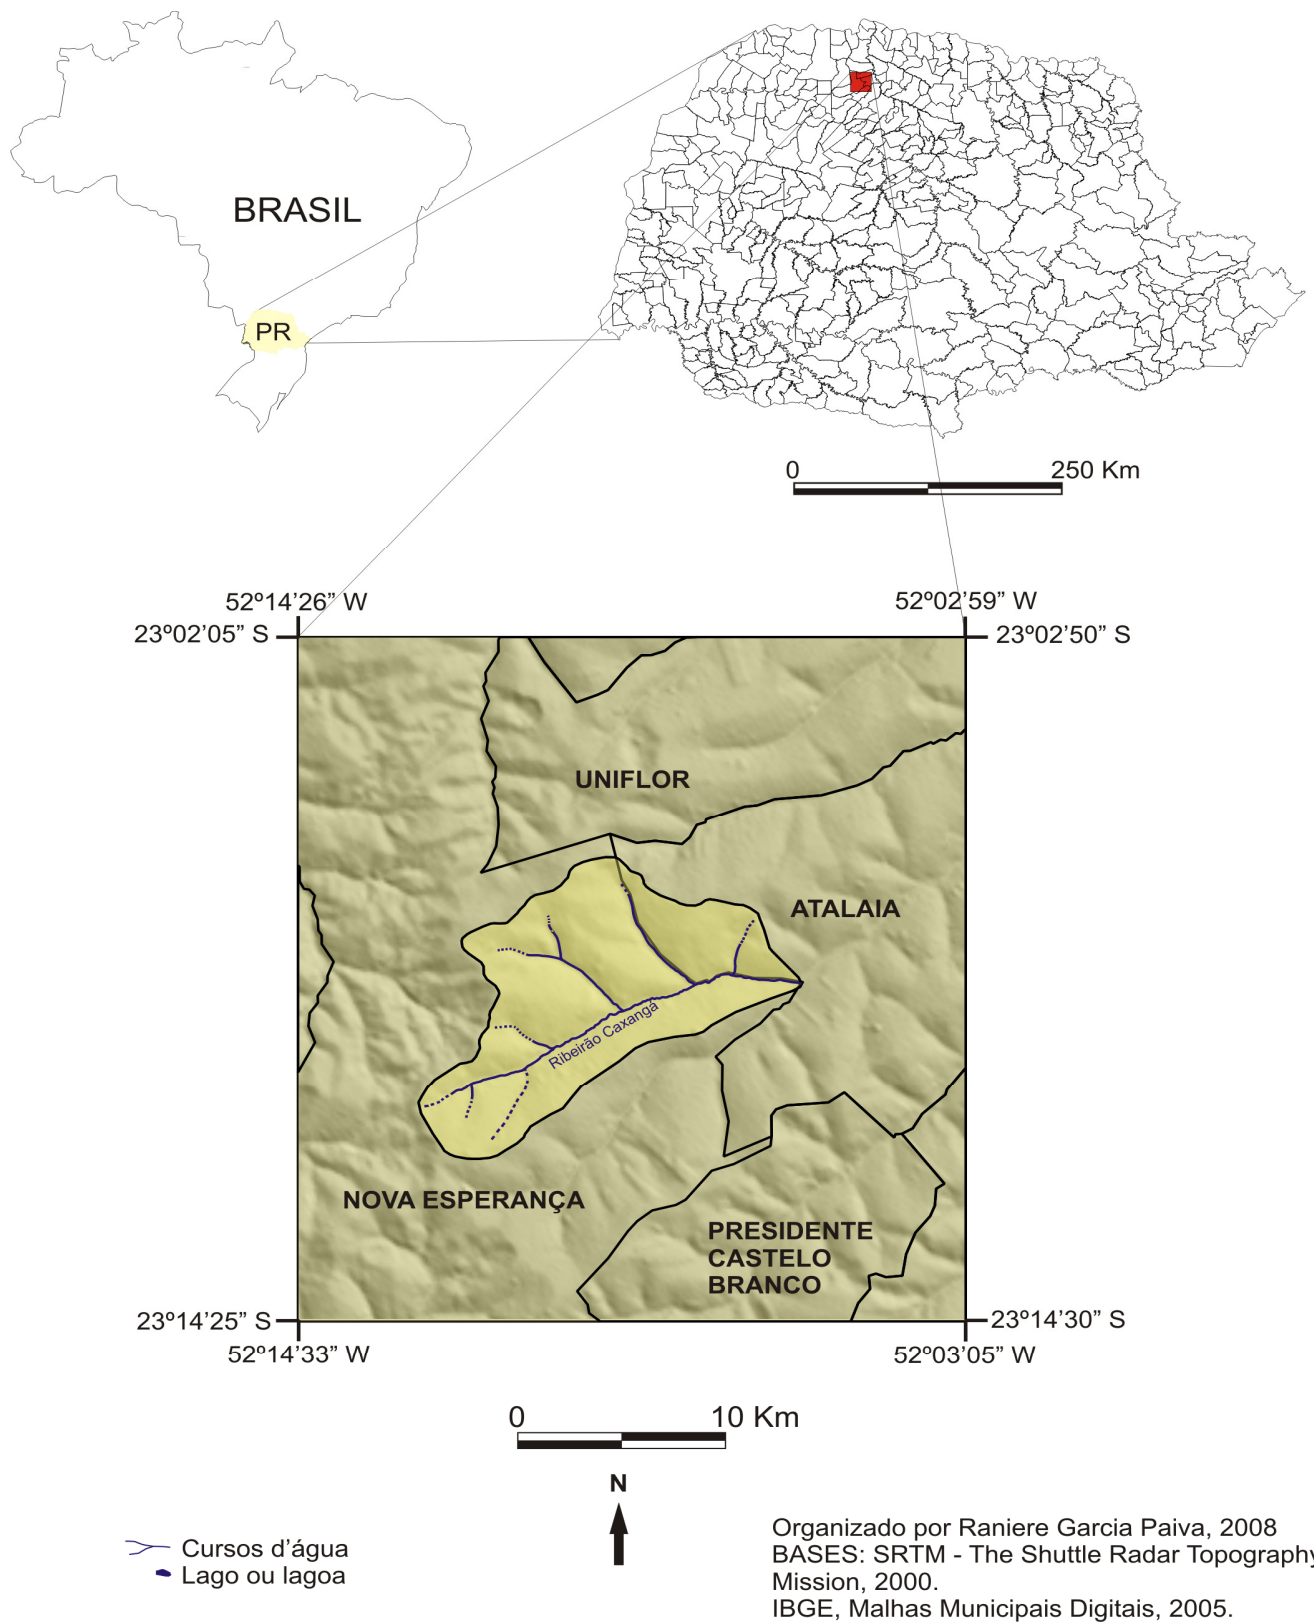 BRASIL
PR
0 250 Km
52º14’26” W
52º02’59” W
23º02’05” S
23º02’50” S
UNIFLOR
ATALAIA
Ribeirão Caxangá
NOVA ESPERANÇA
PRESIDENTE
CASTELO
BRANCO
23º14’25” S
23º14’30” S
52º14’33” W
52º03’05” W
0 10 Km
N
Cursos d’água
Lago ou lagoa
Organizado por Raniere Garcia Paiva, 2008
BASES: SRTM - The Shuttle Radar Topography
Mission, 2000.
IBGE, Malhas Municipais Digitais, 2005.